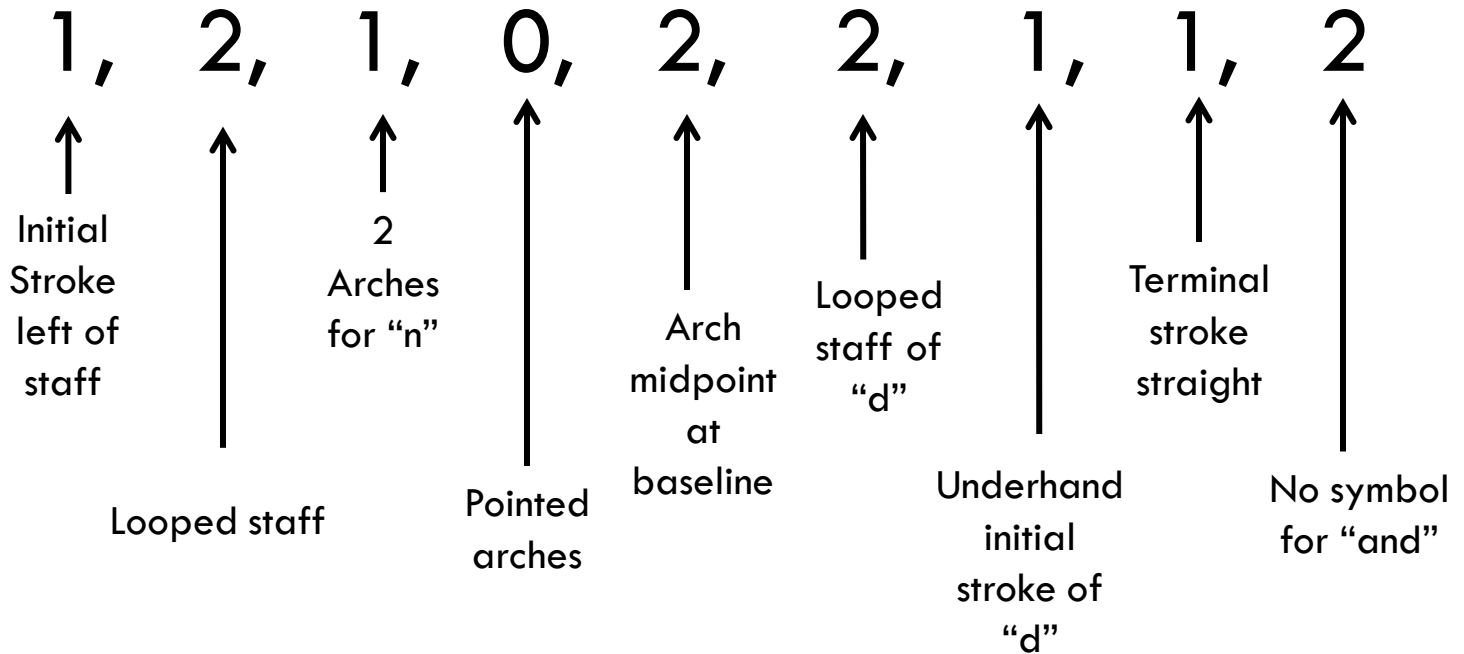 1, 2, 1, 0, 2, 2, 1, 1, 2
Initial
Stroke
left of
staff
Looped staff
2
Arches
for “n”
Pointed
arches
Arch
midpoint
at
baseline
Looped
staff of
“d”
Underhand
initial
stroke of
“d”
Terminal
stroke
straight
No symbol
for “and”